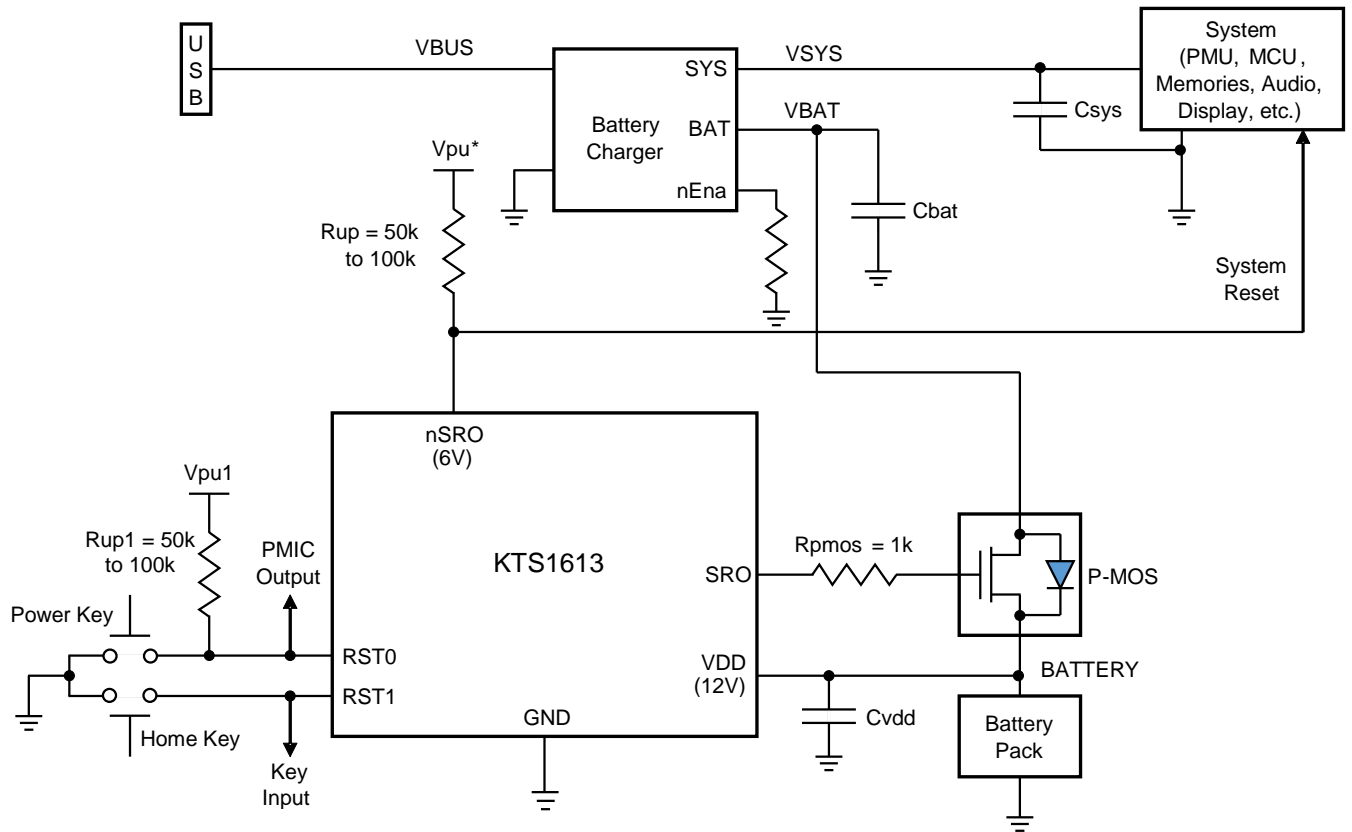 U
S
B
VBUS
SYS
VSYS
System
(PMU, MCU,
Memories, Audio,
Display, etc.)
Battery
Charger
BAT
VBAT
Csys
nEna
Vpu*
Rup = 50k
to 100k
Cbat
System
Reset
nSRO
(6V)
Vpu1
Rup1 = 50k
to 100k
PMIC
Output
KTS1613
SRO
Rpmos = 1k
P-MOS
Power Key
RST0
RST1
VDD
(12V)
BATTERY
GND
Cvdd
Battery
Pack
Home Key
Key
Input